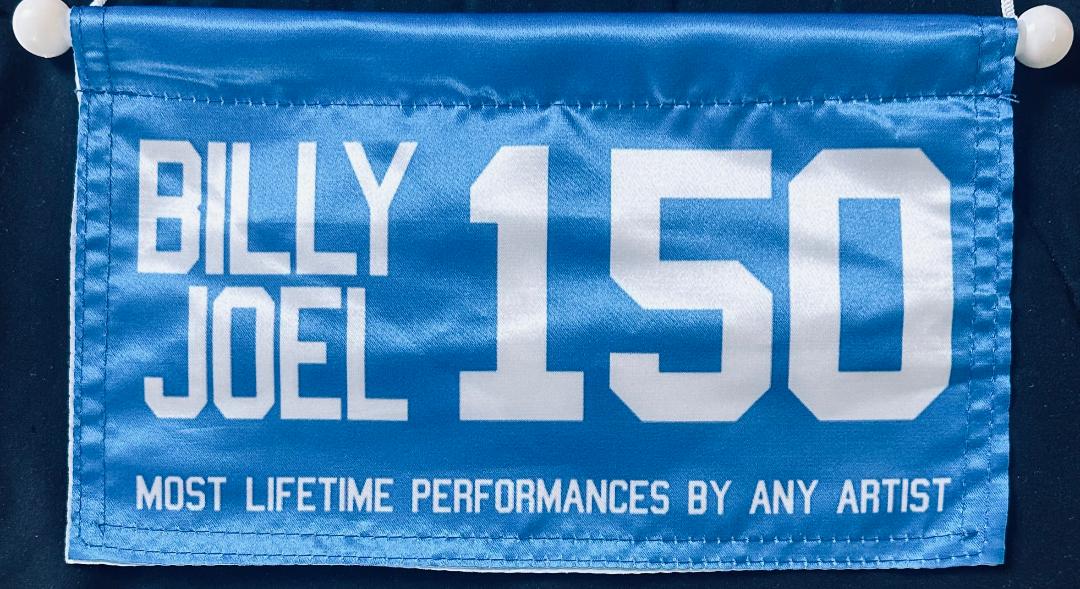 BILLY
JOEL
150
MOST LIFETIME PERFORMANCES BY ANY ARTIST